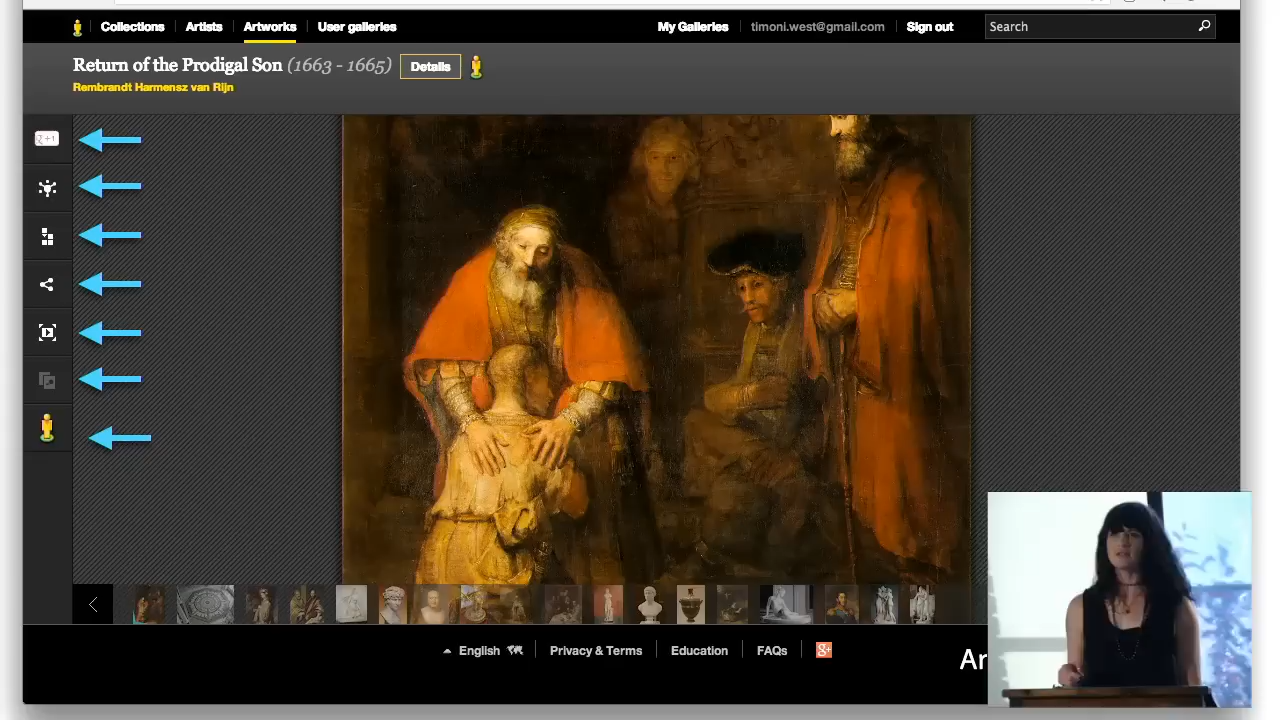 Collections Artists Artworks User galleries My Galleries timoni.west@gmail.com Sign out Search
Return of the Prodigal Son (1663 - 1665) Details
Rembrandt Harmensz van Rijn
+1
English Privacy & Terms Education FAQs g+
Ar